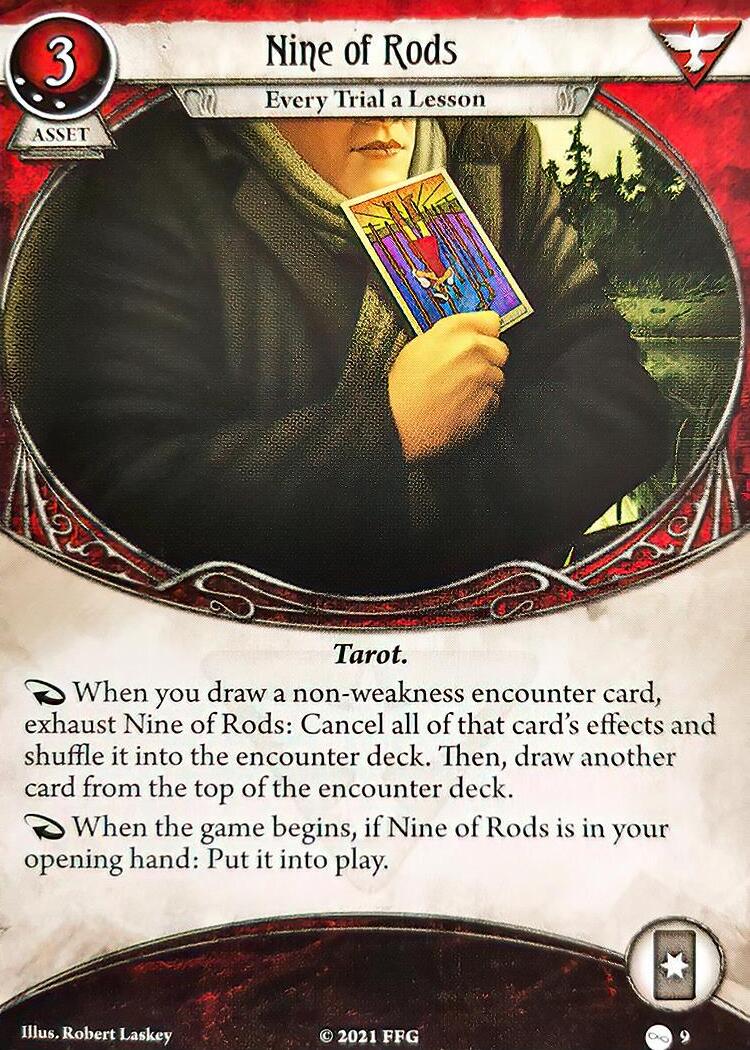 3
Nine of Rods
Every Trial a Lesson
ASSET
Tarot.
When you draw a non-weakness encounter card,
exhaust Nine of Rods: Cancel all of that card's effects and
shuffle it into the encounter deck. Then, draw another
card from the top of the encounter deck.
When the game begins, if Nine of Rods is in your
opening hand: Put it into play.
Illus. Robert Laskey
© 2021 FFG
9